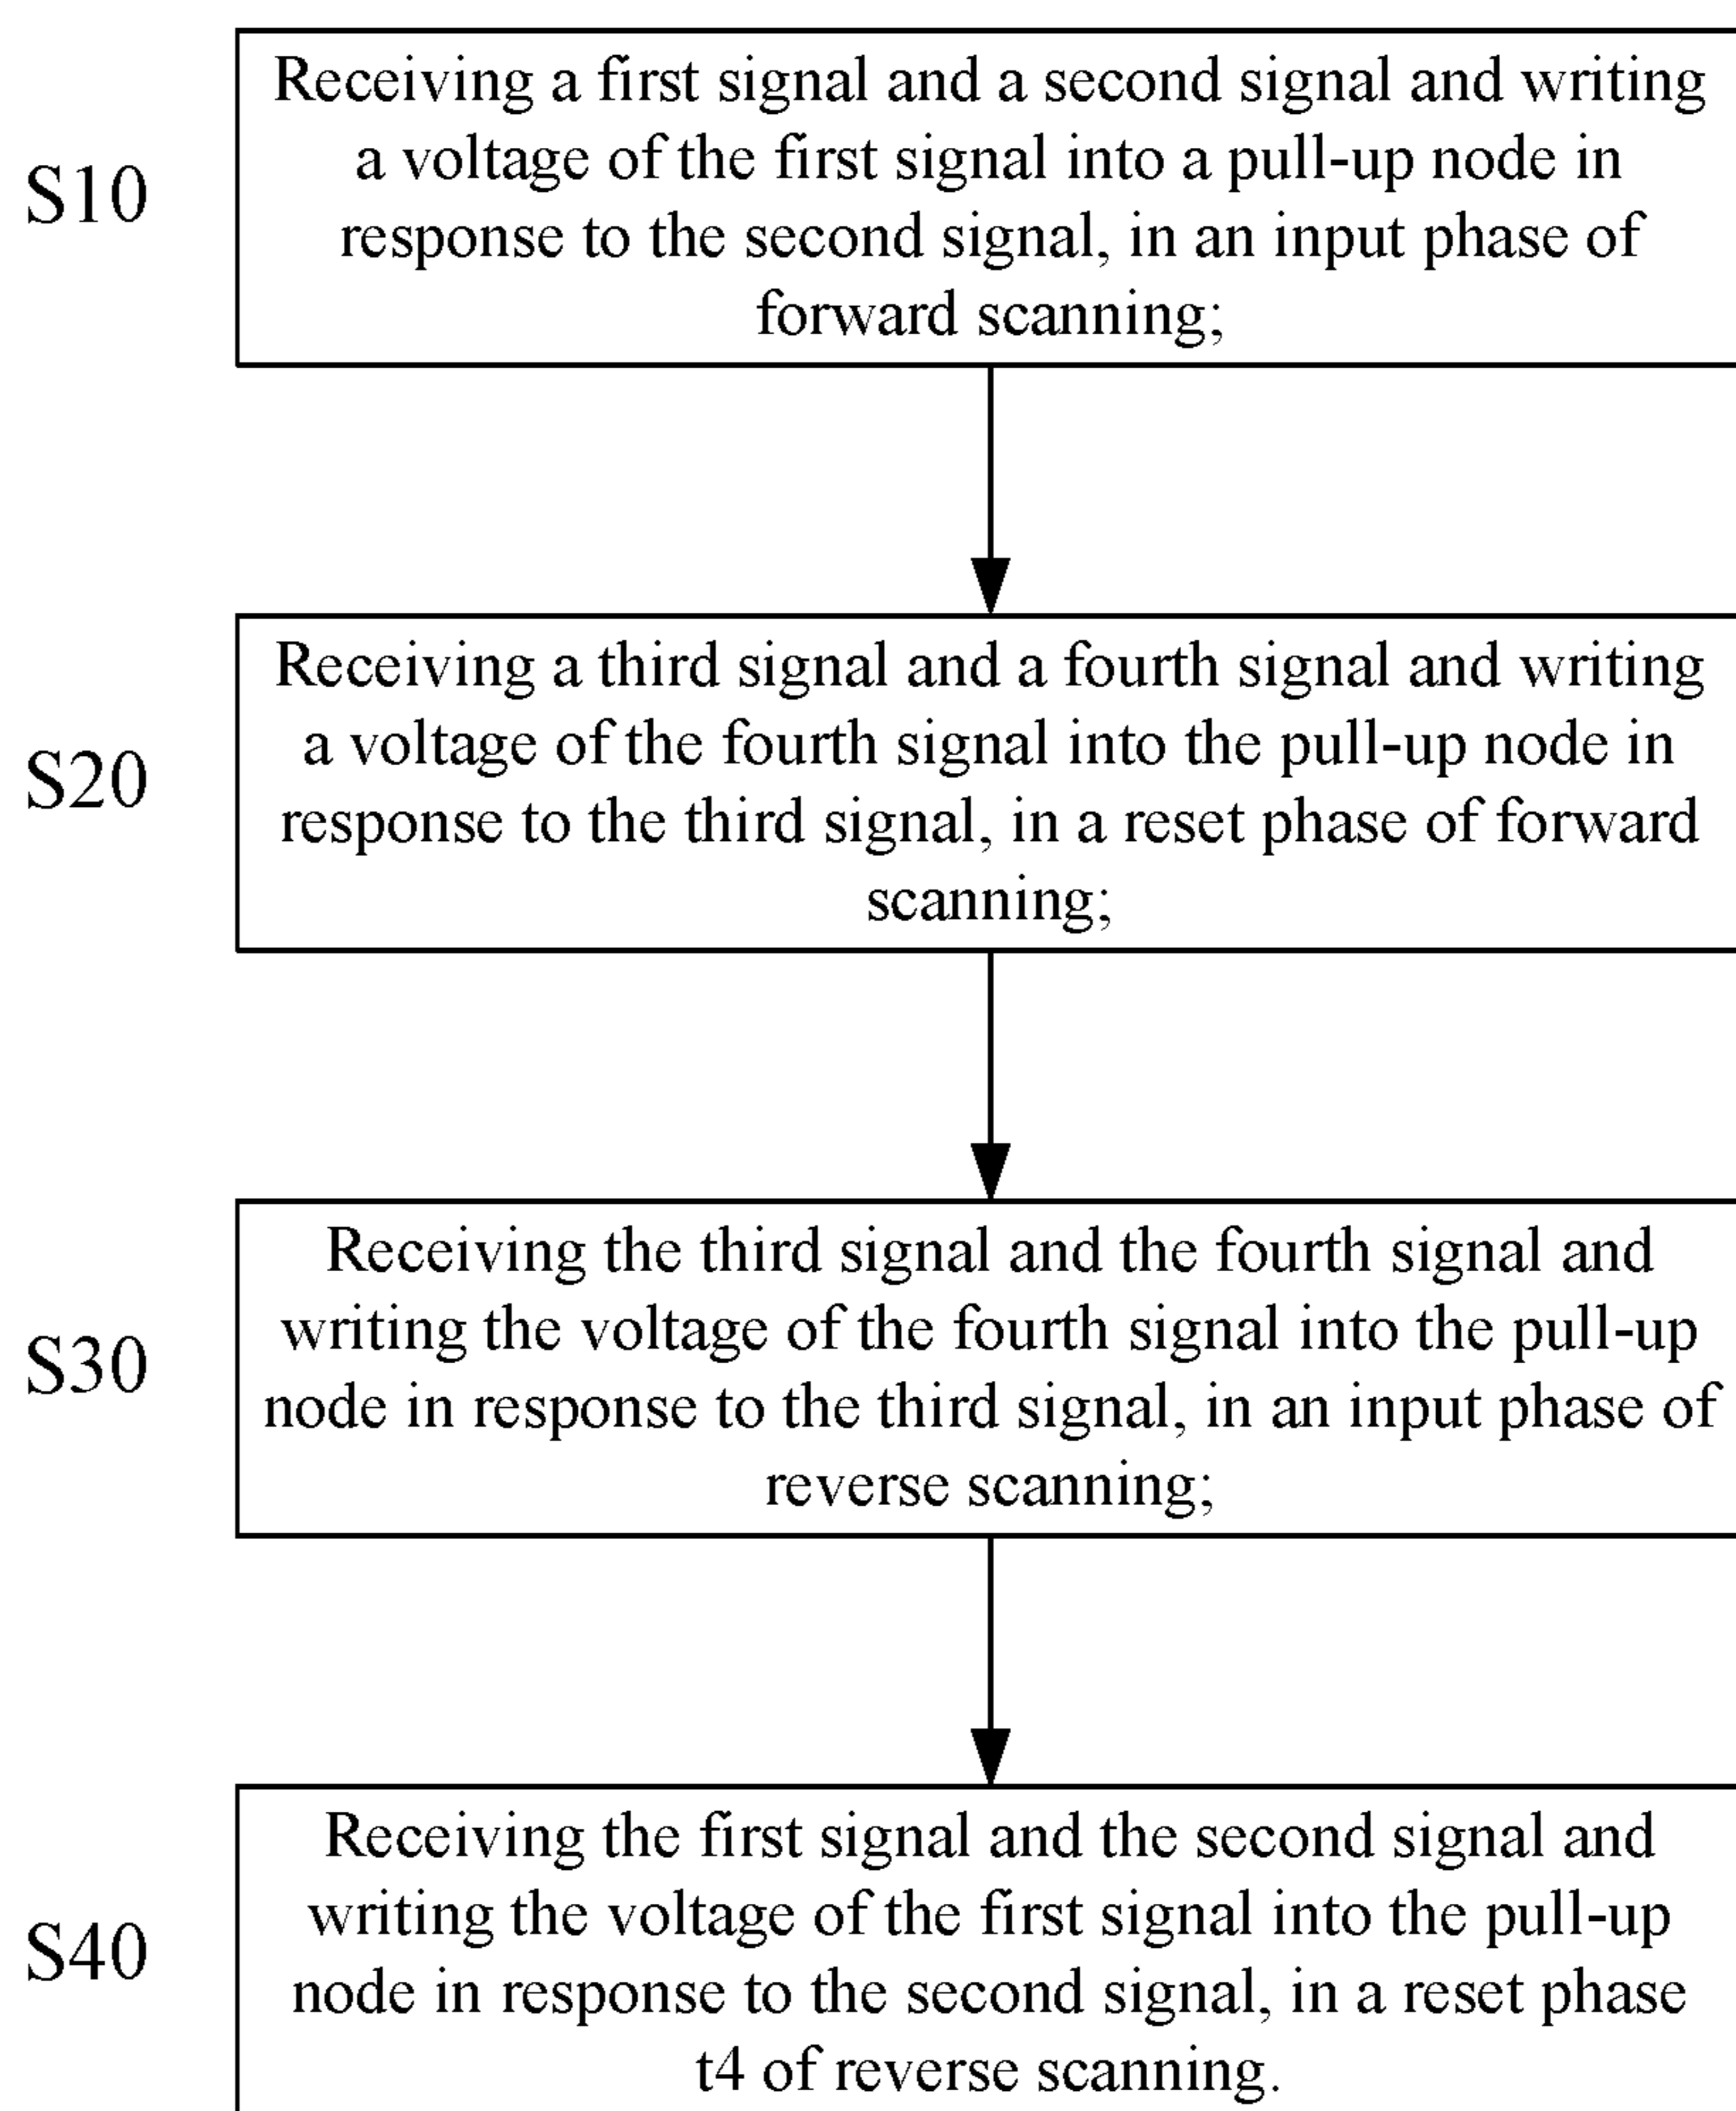 S10
Receiving a first signal and a second signal and writing
a voltage of the first signal into a pull-up node in
response to the second signal, in an input phase of
forward scanning;
S20
Receiving a third signal and a fourth signal and writing
a voltage of the fourth signal into the pull-up node in
response to the third signal, in a reset phase of forward
scanning;
S30
Receiving the third signal and the fourth signal and
writing the voltage of the fourth signal into the pull-up
node in response to the third signal, in an input phase of
reverse scanning;
S40
Receiving the first signal and the second signal and
writing the voltage of the first signal into the pull-up
node in response to the second signal, in a reset phase
t4 of reverse scanning.